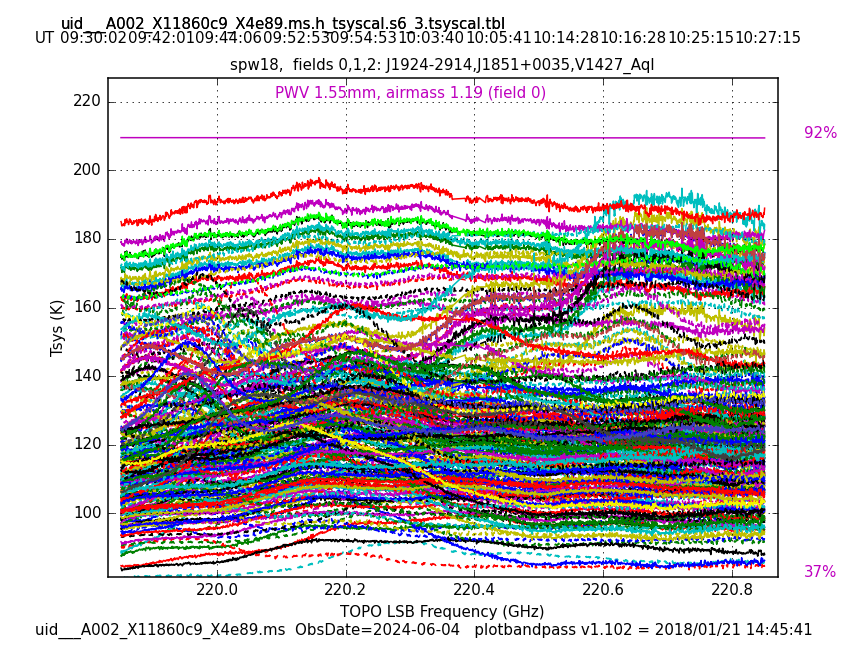 uid___A002_X11860c9_X4e89.ms.h_tsyscal.s6_3.tsyscal.tbl
UT 09:30:02 09:42:01 09:44:06 09:52:53 09:54:53 10:03:40 10:05:41 10:14:28 10:16:28 10:25:15 10:27:15
spw18,  fields 0,1,2: J1924-2914,J1851+0035,V1427_Aql
PWV 1.55mm, airmass 1.19 (field 0)
92%
37%
220
200
180
160
140
120
100
Tsys (K)
220.0 220.2 220.4 220.6 220.8
TOPO LSB Frequency (GHz)
uid___A002_X11860c9_X4e89.ms  ObsDate=2024-06-04   plotbandpass v1.102 = 2018/01/21 14:45:41